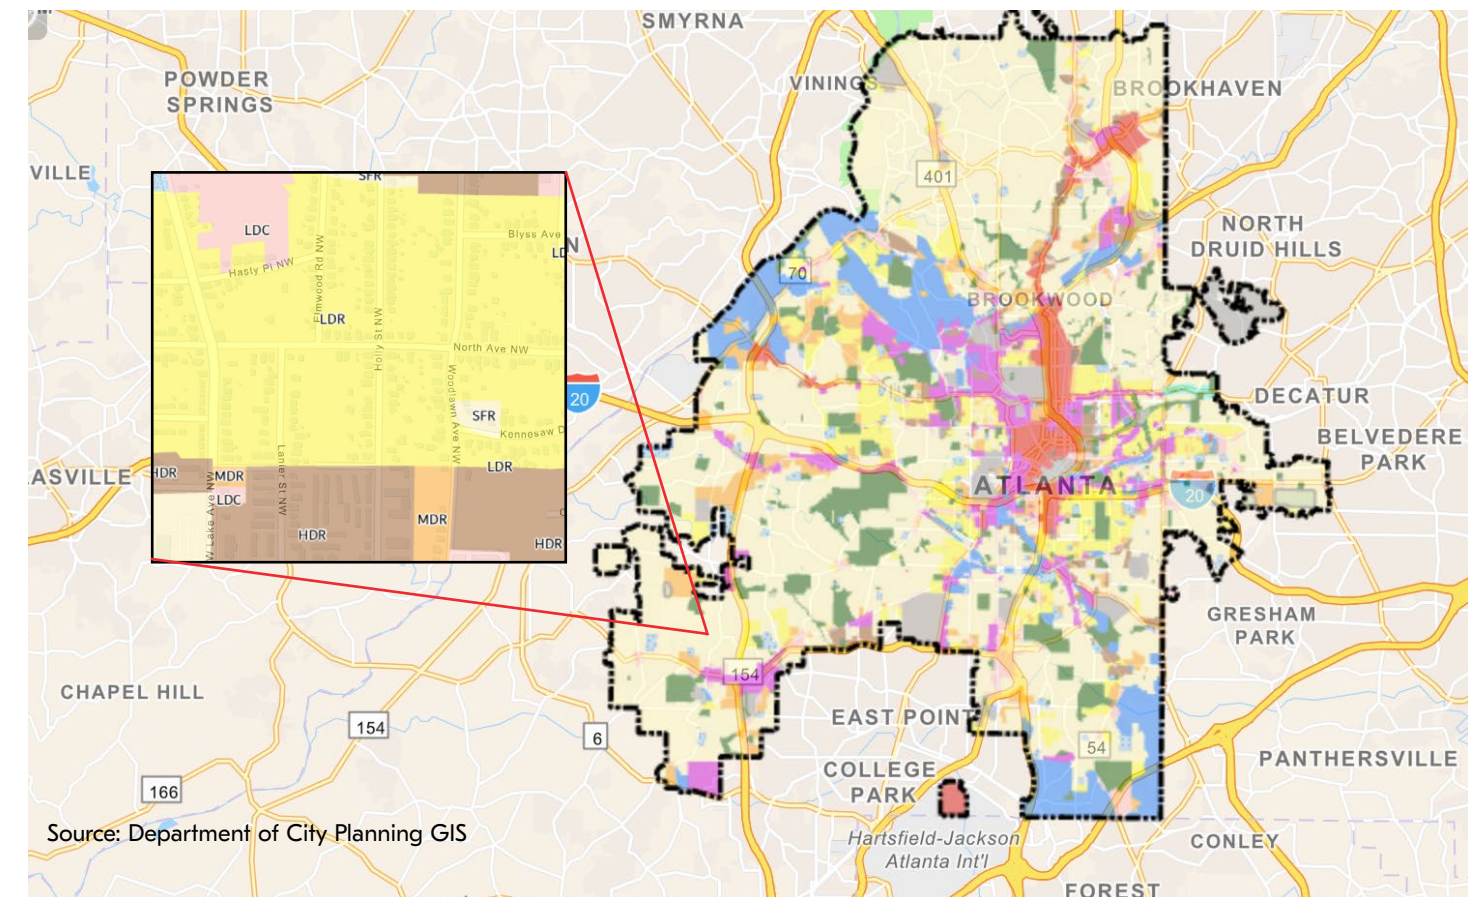 SMYRNA
POWDER
SPRINGS
VININGS
BROOKHAVEN
VILLE
401
NORTH
DRUID HILLS
SFR
LDC
Blyss Ave
Hasly Pl NW
Elmwood Rd NW
LDR
Holly St NW
North Ave NW
Woodlawn Ave NW
SFR
Kennesaw D
LDR
HDR
MDR
LDC
W Lake Ave NW
Lanier St NW
HDR
MDR
HDR
N
70
BROOKWOOD
20
DECATUR
BELVEDERE
PARK
ASVILLE
ATLANTA
20
GRESHAM
PARK
CHAPEL HILL
154
154
6
EAST POINT
54
PANTHERSVILLE
COLLEGE
PARK
166
Source: Department of City Planning GIS
Hartsfield-Jackson
Atlanta Int'l
CONLEY
FOREST